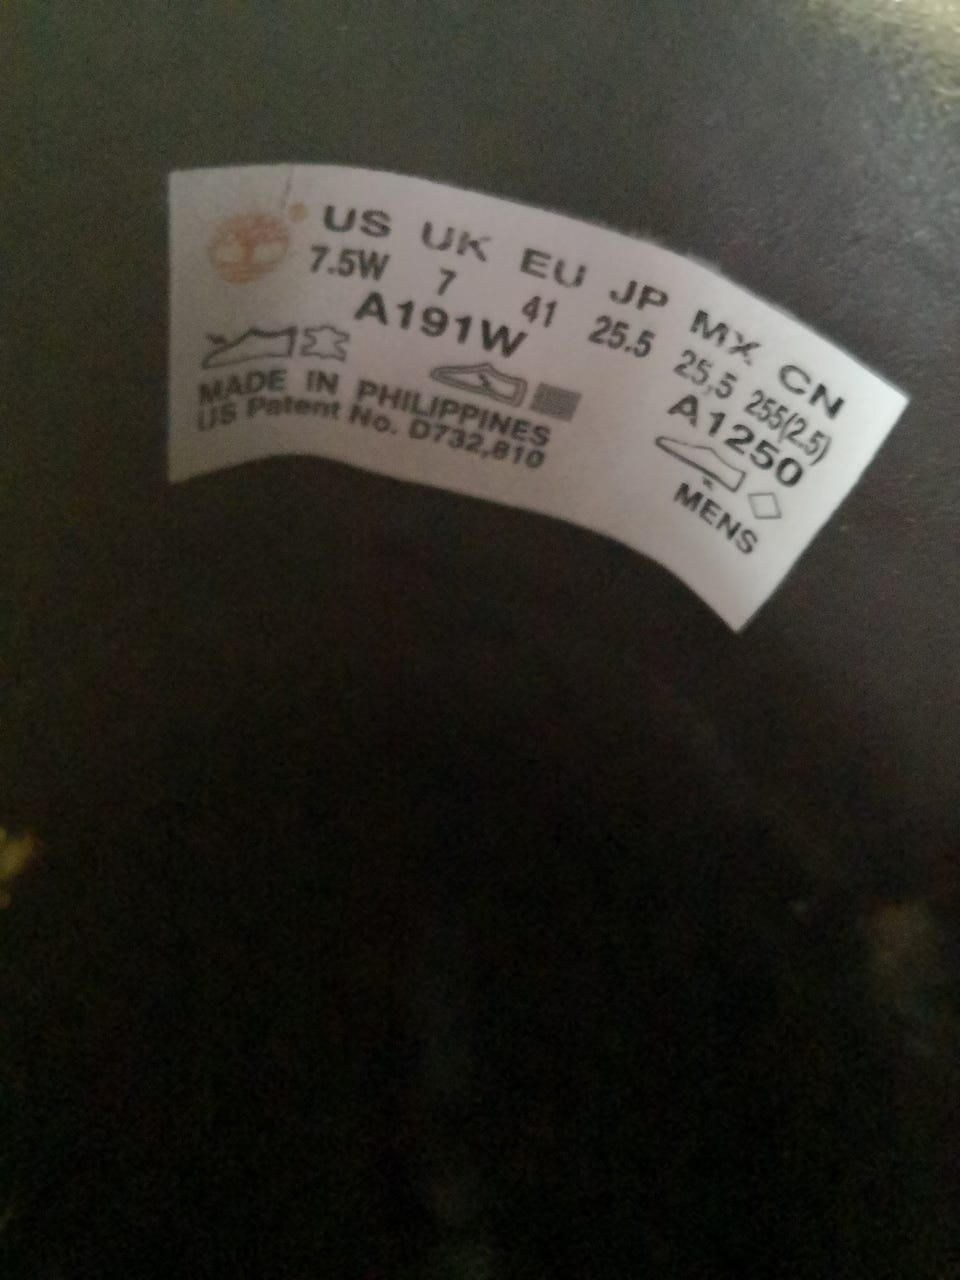 US UK EU JP MX CN
7.5W 7 41 25.5 25,5 255(2.5)
A191W A1250
MADE IN PHILIPPINES
US Patent No. D732,810
MENS